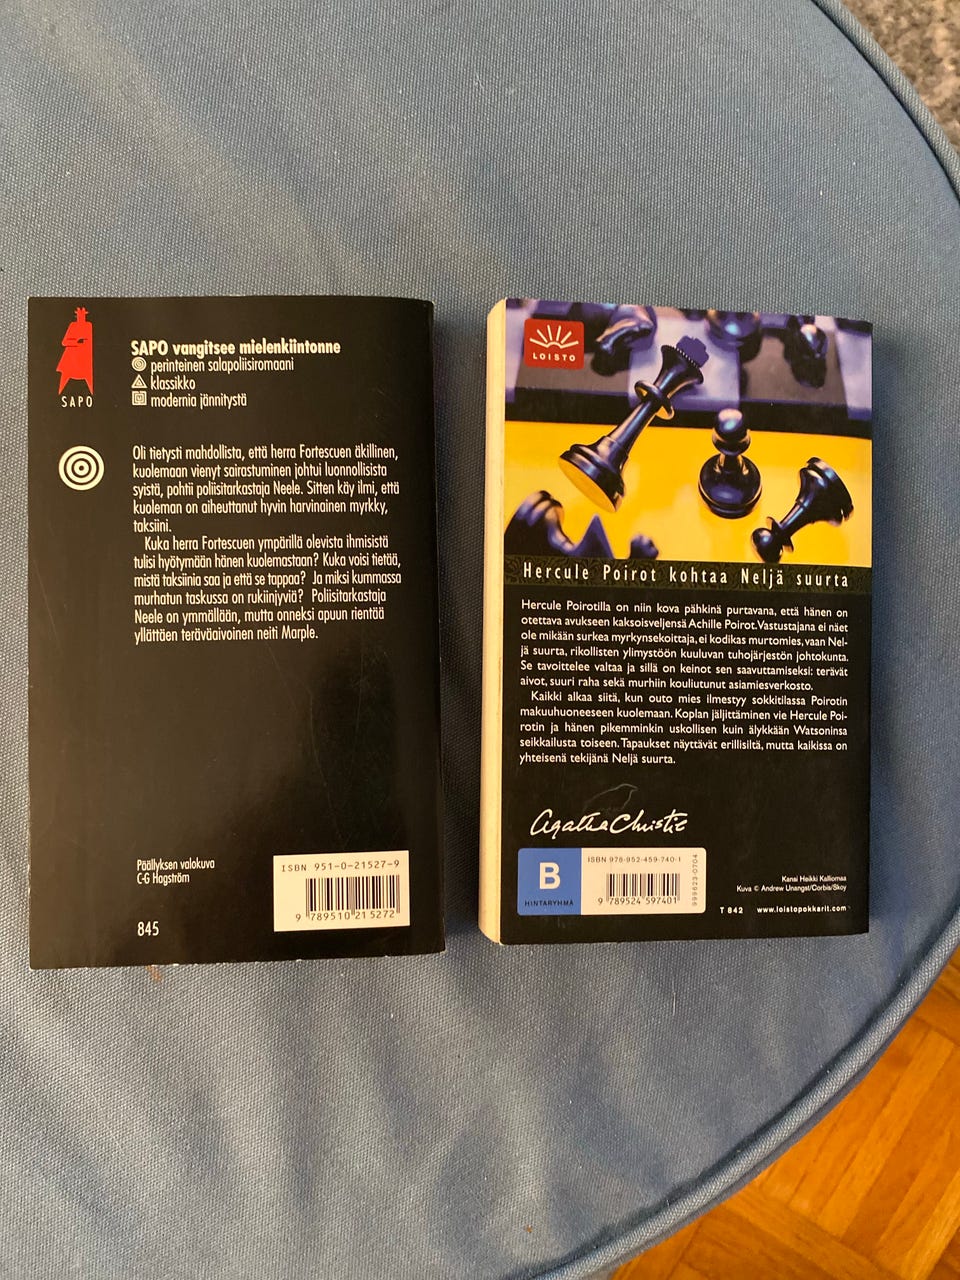 SAPO
SAPO vangitsee mielenkiintonne
perinteinen salapoliisiromaani
klassikko
modernia jännitystä
Oli tietysti mahdollista, että herra Fortescuen äkillinen,
kuolemaan vienyt sairastuminen johtui luonnollisista
syistä, pohti poliisitarkastaja Neele. Sitten käy ilmi, että
kuoleman on aiheuttanut hyvin harvinainen myrkky,
taksiini.
Kuka herra Fortescuen ympärillä olevista ihmisistä
tulisi hyötymään hänen kuolemastaan? Kuka voisi tietää,
mistä taksiinia saa ja että se tappaa? Ja miksi kummassa
murhatun taskussa on rukiinjyviä? Poliisitarkastaja
Neele on ymmällään, mutta onneksi apuun rientää
yllättäen teräväaivoinen neiti Marple.
Päällyksen valokuva
C-G Hagström
845
ISBN 951-0-21527-9
9 789510 215272
LOISTO
Hercule Poirot kohtaa Neljä suurta
Hercule Poirotilla on niin kova pähkinä purtavana, että hänen on
otettava avukseen kaksoisveljensä Achille Poirot. Vastustajana ei näet
ole mikään surkea myrkynsekoittaja, ei kodikas murtomies, vaan Nel-
jä suurta, rikollisten ylimystöön kuuluvan tuhojärjestön johtokunta.
Se tavoittelee valtaa ja sillä on keinot sen saavuttamiseksi: terävät
aivot, suuri raha sekä murhiin kouliutunut asiamiesverkosto.
Kaikki alkaa siitä, kun outo mies ilmestyy sokkitilassa Poirotin
makuuhuoneeseen kuolemaan. Koplan jäljittäminen vie Hercule Poi-
rotin ja hänen pikemminkin uskollisen kuin älykkään Watsoninsa
seikkailusta toiseen. Tapaukset näyttävät erillisiltä, mutta kaikissa on
yhteisenä tekijänä Neljä suurta.
Agatha Christie
B
HINTARYHMÄ
ISBN 978-952-459-740-1
9 789524 597401
999623-0704
Kansi Heikki Kalliomaa
Kuva © Andrew Unangst/Corbis/Skoy
T 842 www.loistopokkarit.com